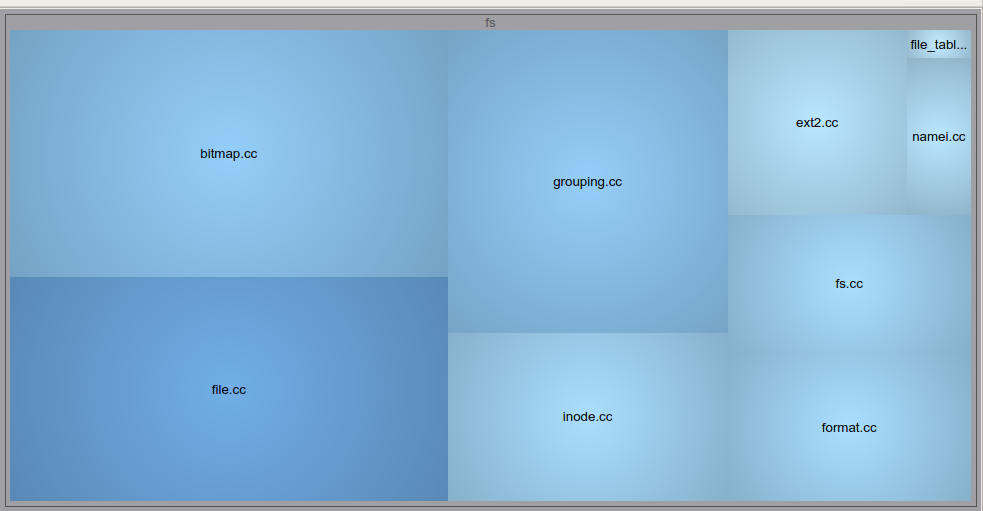 fs
bitmap.cc
grouping.cc
ext2.cc
file_tabl...
namei.cc
fs.cc
file.cc
inode.cc
format.cc